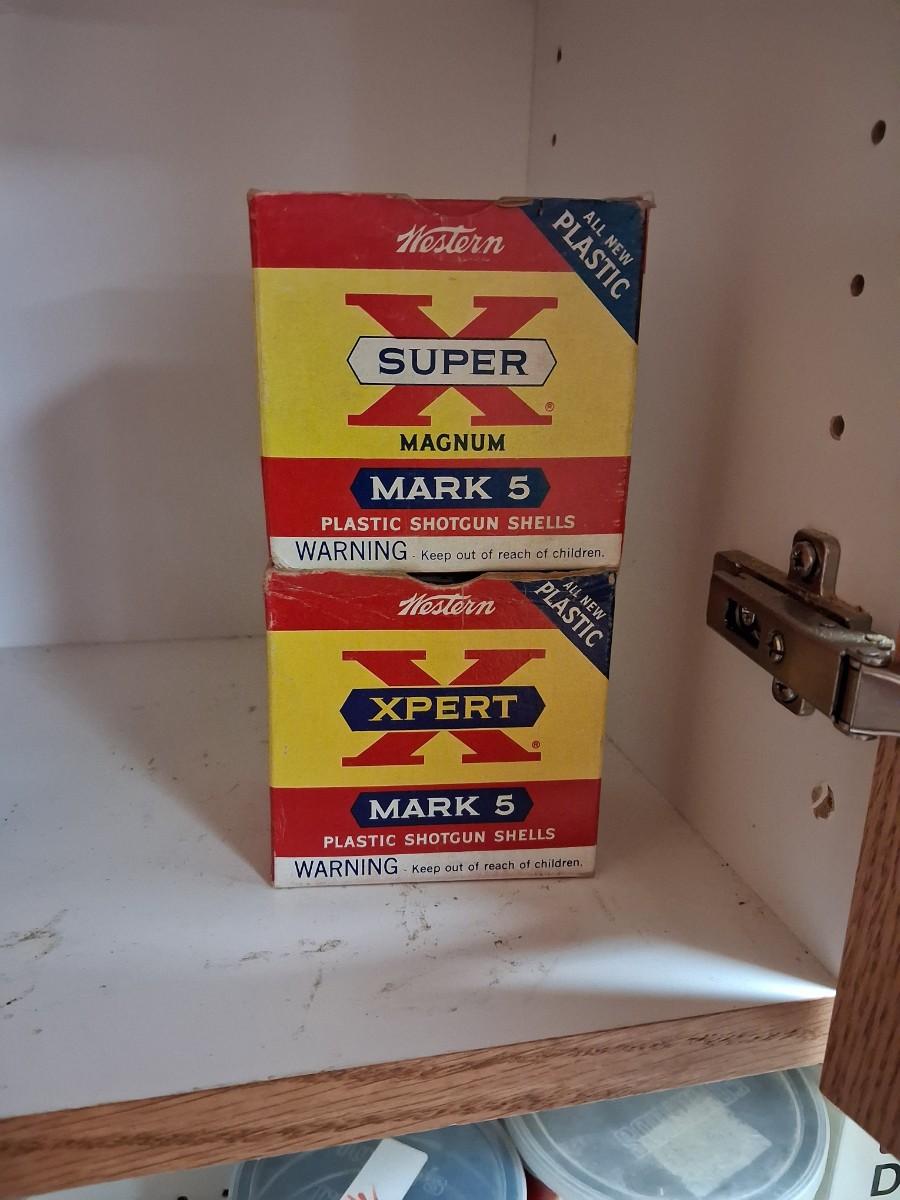 Western
ALL NEW
PLASTIC
X
SUPER
®
MAGNUM
MARK 5
PLASTIC SHOTGUN SHELLS
WARNING - Keep out of reach of children.
Western
ALL NEW
PLASTIC
X
XPERT
®
MARK 5
PLASTIC SHOTGUN SHELLS
WARNING - Keep out of reach of children.
D